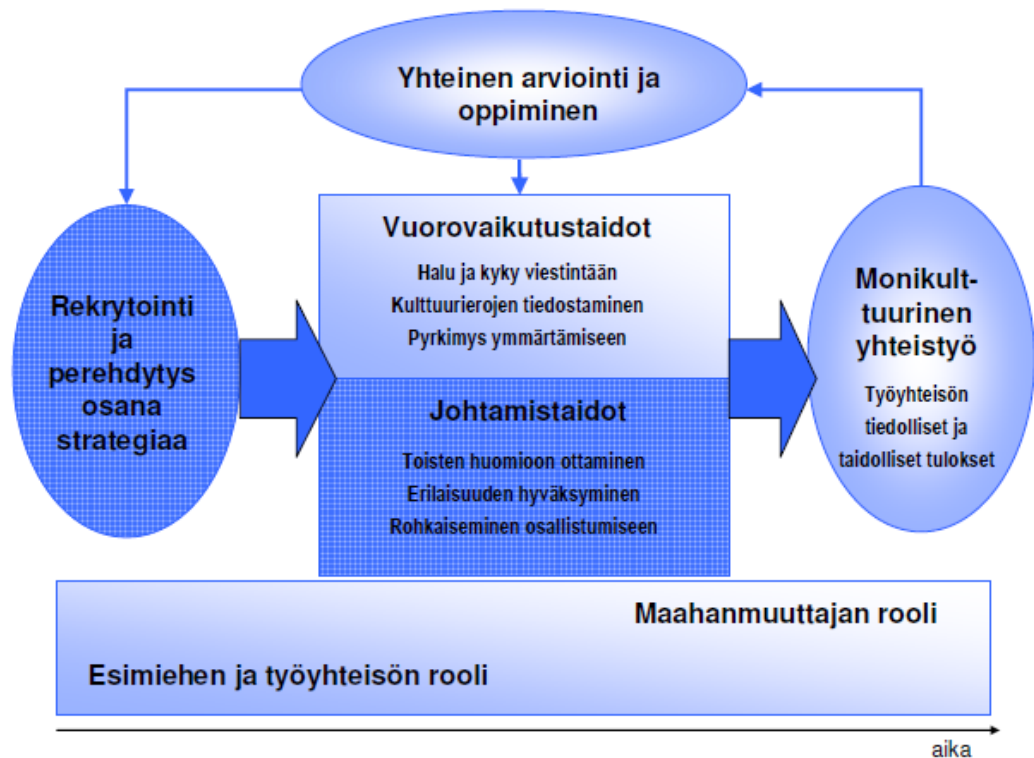 Yhteinen arviointi ja
oppiminen
Rekrytointi
ja
perehdytys
osana
strategiaa
Vuorovaikutustaidot
Halu ja kyky viestintään
Kulttuurierojen tiedostaminen
Pyrkimys ymmärtämiseen
Johtamistaidot
Toisten huomioon ottaminen
Erilaisuuden hyväksyminen
Rohkaiseminen osallistumiseen
Monikult-
tuurinen
yhteistyö
Työyhteisön
tiedolliset ja
taidolliset tulokset
Maahanmuuttajan rooli
Esimiehen ja työyhteisön rooli
aika